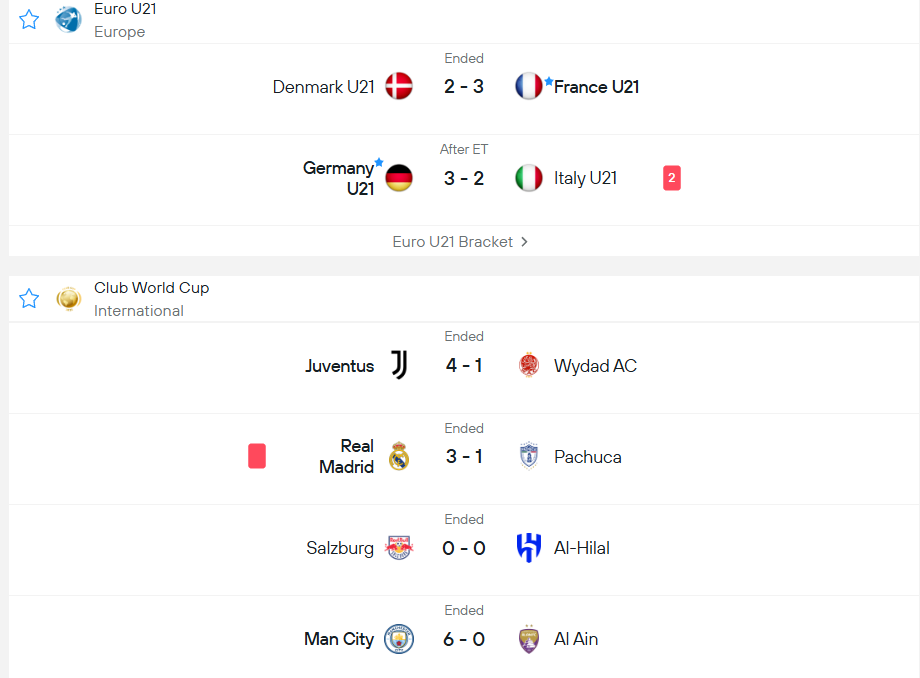 Euro U21
Europe
Ended
Denmark U21 2 - 3 France U21
After ET
Germany U21 3 - 2 Italy U21 2
Euro U21 Bracket >
Club World Cup
International
Ended
Juventus 4 - 1 Wydad AC
Ended
Real Madrid 3 - 1 Pachuca
Ended
Salzburg 0 - 0 Al-Hilal
Ended
Man City 6 - 0 Al Ain